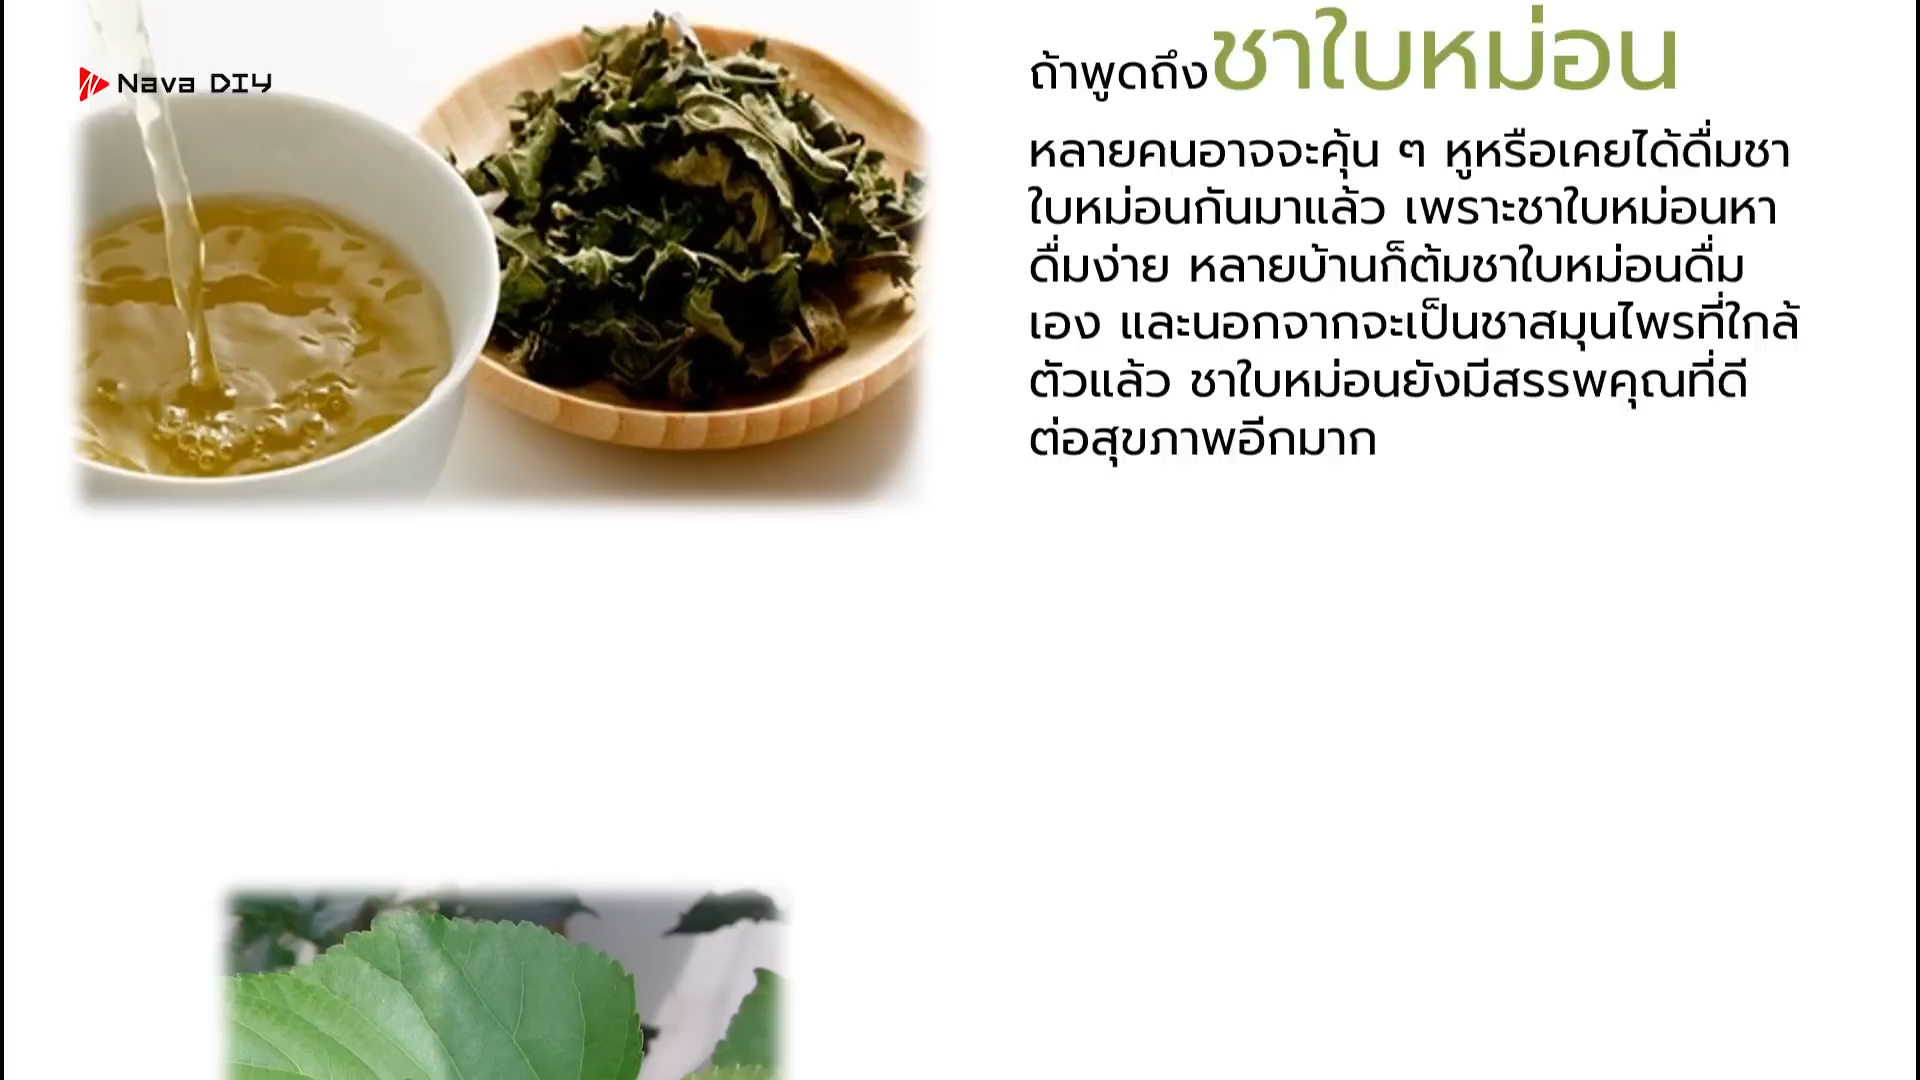 Nava DIY
ถ้าพูดถึงชาใบหม่อน
หลายคนอาจจะคุ้น ๆ หูหรือเคยได้ดื่มชา
ใบหม่อนกันมาแล้ว เพราะชาใบหม่อนหา
ดื่มง่าย หลายบ้านก็ต้มชาใบหม่อนดื่ม
เอง และนอกจากจะเป็นชาสมุนไพรที่ใกล้
ตัวแล้ว ชาใบหม่อนยังมีสรรพคุณที่ดี
ต่อสุขภาพอีกมาก